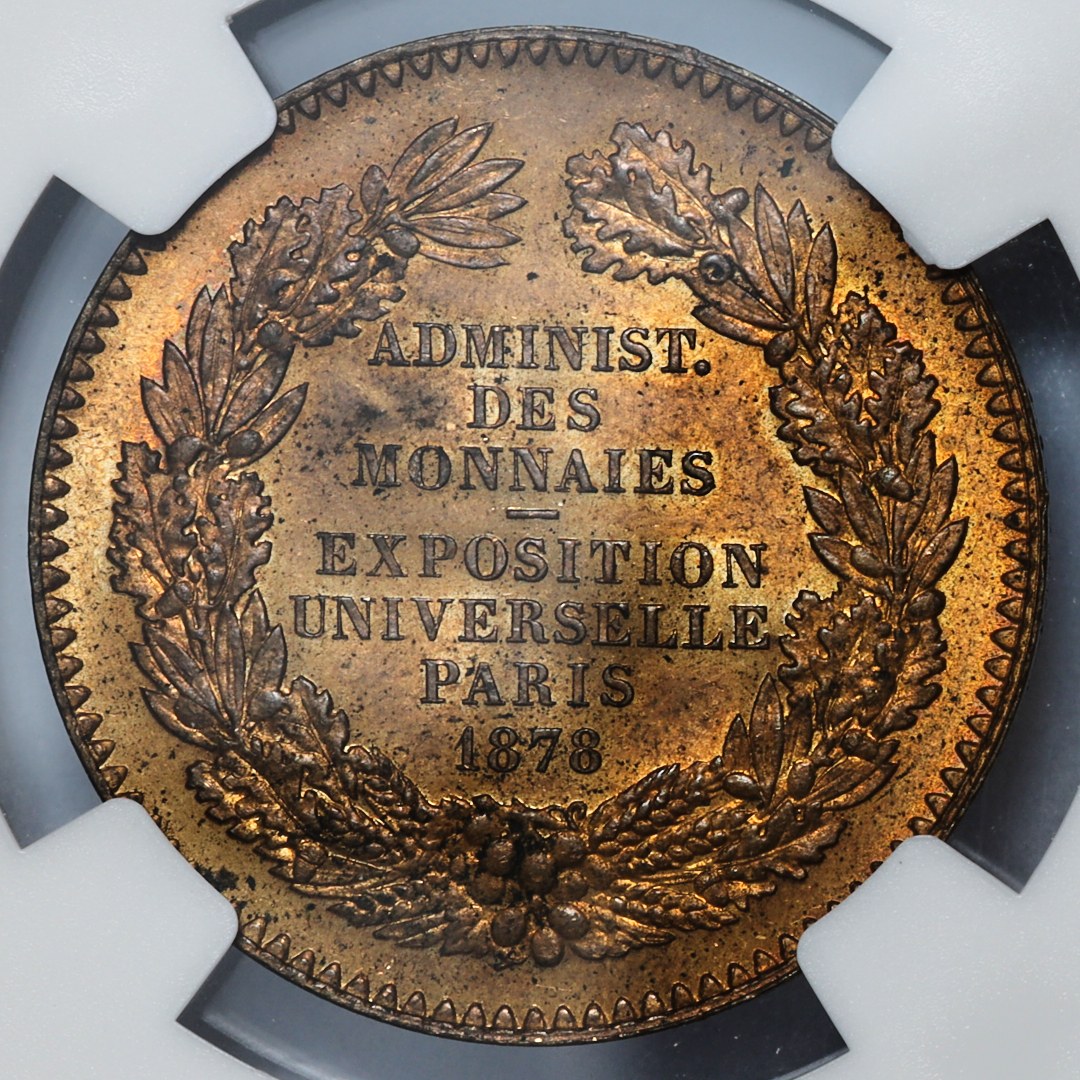 ADMINIST.
DES
MONNAIES
—
EXPOSITION
UNIVERSELLE
PARIS
1878